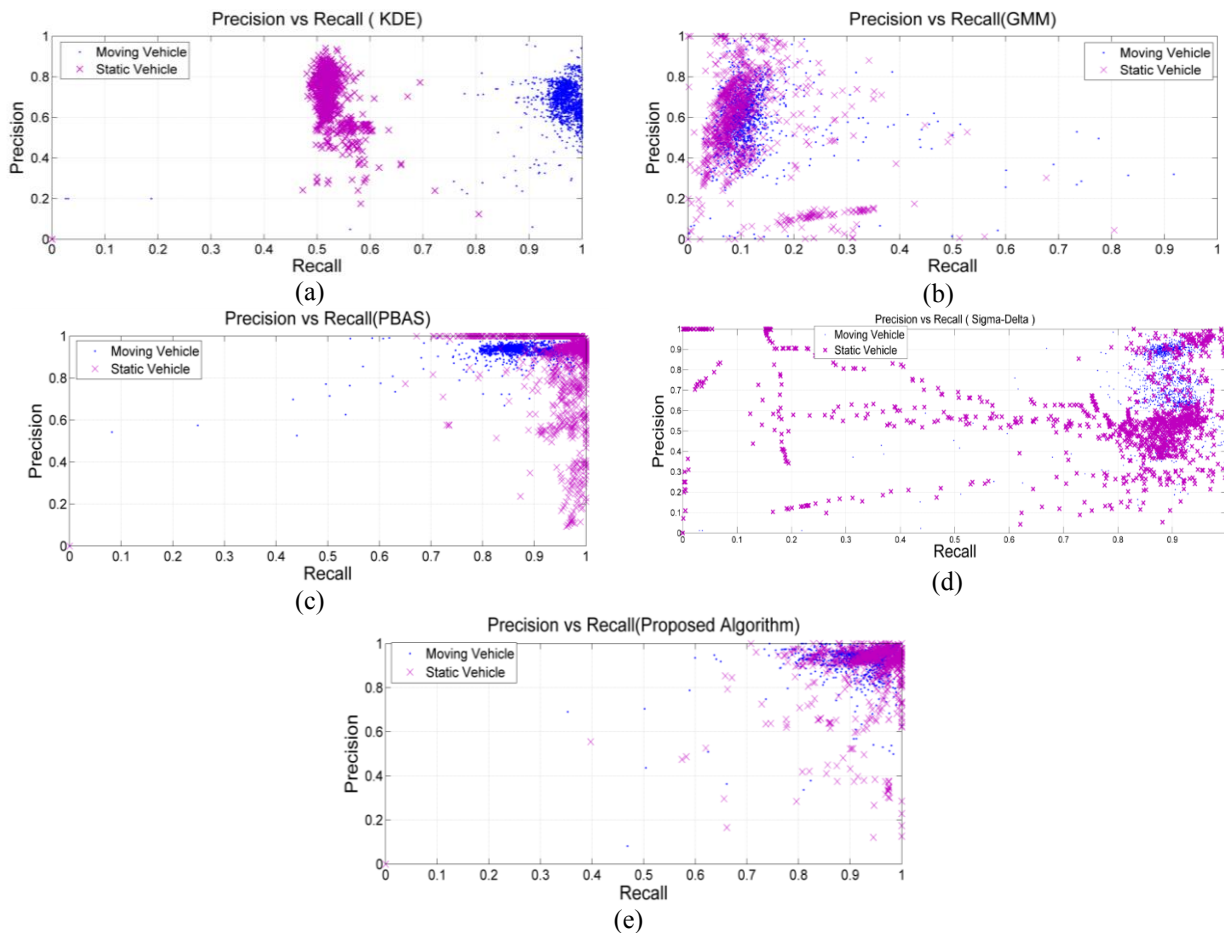 Precision vs Recall ( KDE)
Moving Vehicle
Static Vehicle
Precision
1
0.8
0.6
0.4
0.2
0
0 0.1 0.2 0.3 0.4 0.5 0.6 0.7 0.8 0.9 1
Recall
(a)
Precision vs Recall(GMM)
Moving Vehicle
Static Vehicle
Precision
1
0.8
0.6
0.4
0.2
0
0 0.1 0.2 0.3 0.4 0.5 0.6 0.7 0.8 0.9 1
Recall
(b)
Precision vs Recall(PBAS)
Moving Vehicle
Static Vehicle
Precision
1
0.8
0.6
0.4
0.2
0
0 0.1 0.2 0.3 0.4 0.5 0.6 0.7 0.8 0.9 1
Recall
(c)
Precision vs Recall ( Sigma-Delta )
Moving Vehicle
Static Vehicle
Precision
1
0.9
0.8
0.7
0.6
0.5
0.4
0.3
0.2
0.1
0
0 0.1 0.2 0.3 0.4 0.5 0.6 0.7 0.8 0.9
Recall
(d)
Precision vs Recall(Proposed Algorithm)
Moving Vehicle
Static Vehicle
Precision
1
0.8
0.6
0.4
0.2
0
0 0.1 0.2 0.3 0.4 0.5 0.6 0.7 0.8 0.9 1
Recall
(e)